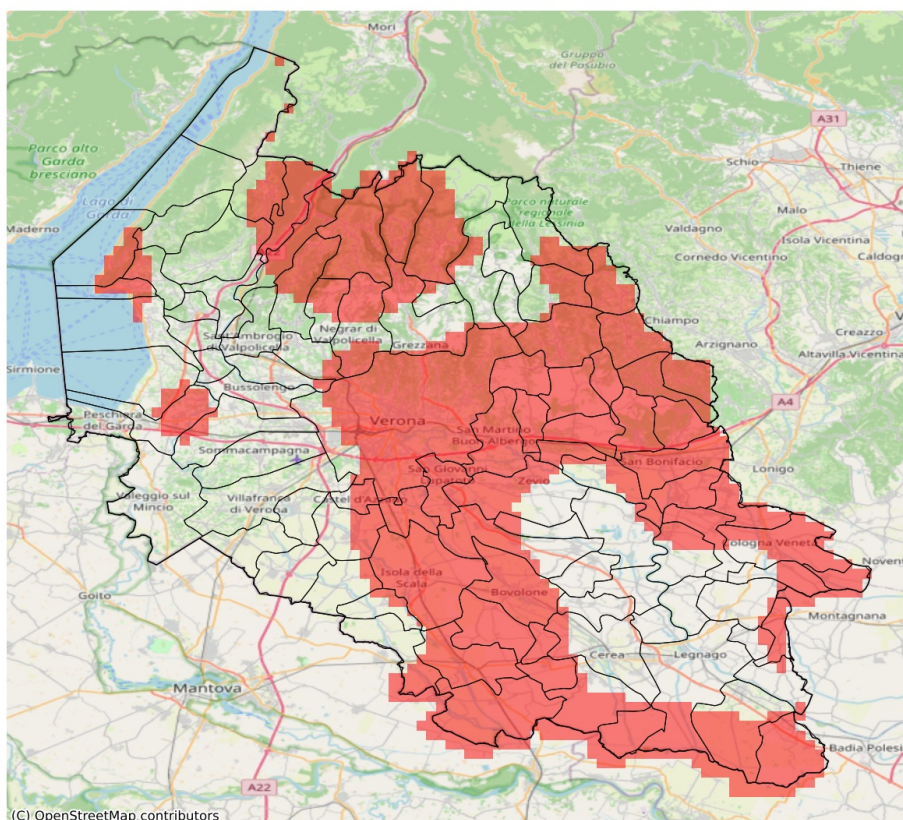 Mori
Gruppo
del Pasubio
A31
Parco alto
Garda
bresciano
Schio
Thiene
Lago di
Garda
Parco naturale
regionale
della Lessinia
Malo
Maderno
Valdagno
Isola Vicentina
Cornedo Vicentino
Caldogn
Chiampo
Sant'Ambrogio
di Valpolicella
Negrar di
Valpolicella
Grezzana
Arzignano
Creazzo
Altavilla Vicentina
Sirmione
Bussolengo
A4
Peschiera
del Garda
Verona
San Martino
Buon Albergo
Sommacampagna
San Giovanni
Lupatoto
Zevio
San Bonifacio
Lonigo
Valeggio sul
Mincio
Villafranca
di Verona
Castel d'Azzano
Cologna Veneta
Isola della
Scala
Novent
Goito
Bovolone
Montagnana
Cerea
Legnago
Mantova
Badia Polesi
A22
(C) OpenStreetMap contributors